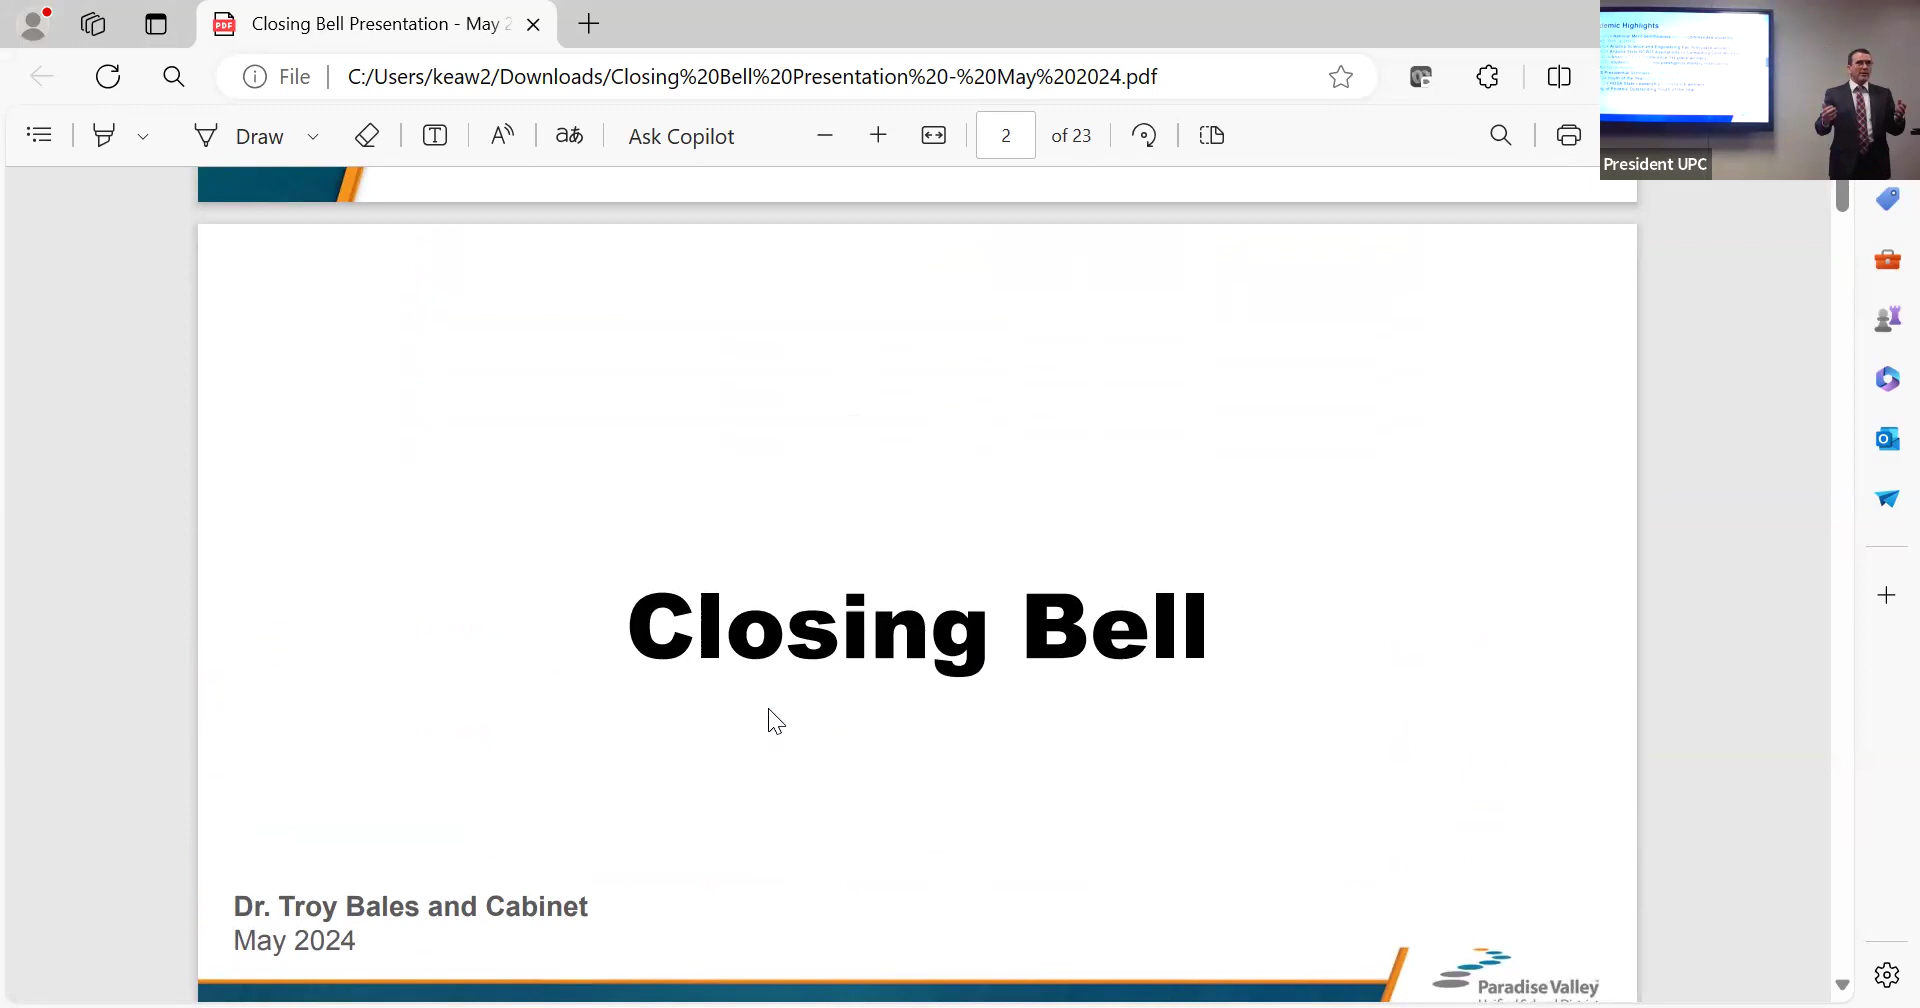 Closing Bell Presentation - May 2
File
C:/Users/keaw2/Downloads/Closing%20Bell%20Presentation%20-%20May%202024.pdf
Draw
Ask Copilot
2
of 23
President UPC
Closing Bell
Dr. Troy Bales and Cabinet
May 2024
Paradise Valley